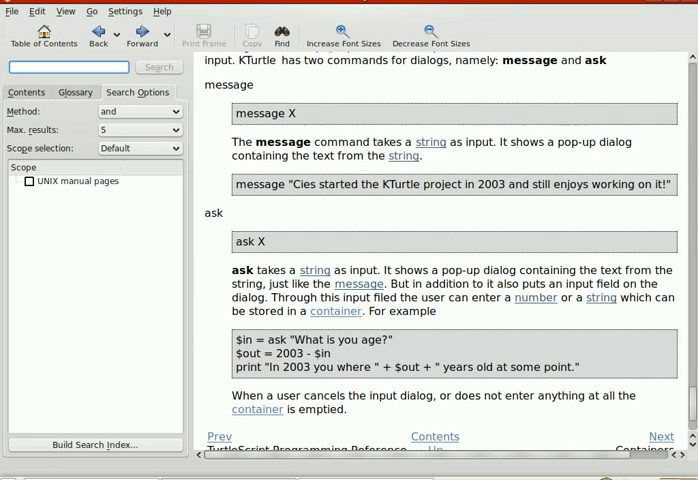 File Edit View Go Settings Help
Table of Contents Back Forward Print Frame Copy Find Increase Font Sizes Decrease Font Sizes
Search
Contents Glossary Search Options
Method: and
Max. results: 5
Scope selection: Default
Scope
UNIX manual pages
Build Search Index...
input. KTurtle has two commands for dialogs, namely: message and ask
message
message X
The message command takes a string as input. It shows a pop-up dialog
containing the text from the string.
message "Cies started the KTurtle project in 2003 and still enjoys working on it!"
ask
ask X
ask takes a string as input. It shows a pop-up dialog containing the text from the
string, just like the message. But in addition to it also puts an input field on the
dialog. Through this input filed the user can enter a number or a string which can
be stored in a container. For example
$in = ask "What is you age?"
$out = 2003 - $in
print "In 2003 you where " + $out + " years old at some point."
When a user cancels the input dialog, or does not enter anything at all the
container is emptied.
Prev Contents Next
TurtleScript Programming Reference Up Containers